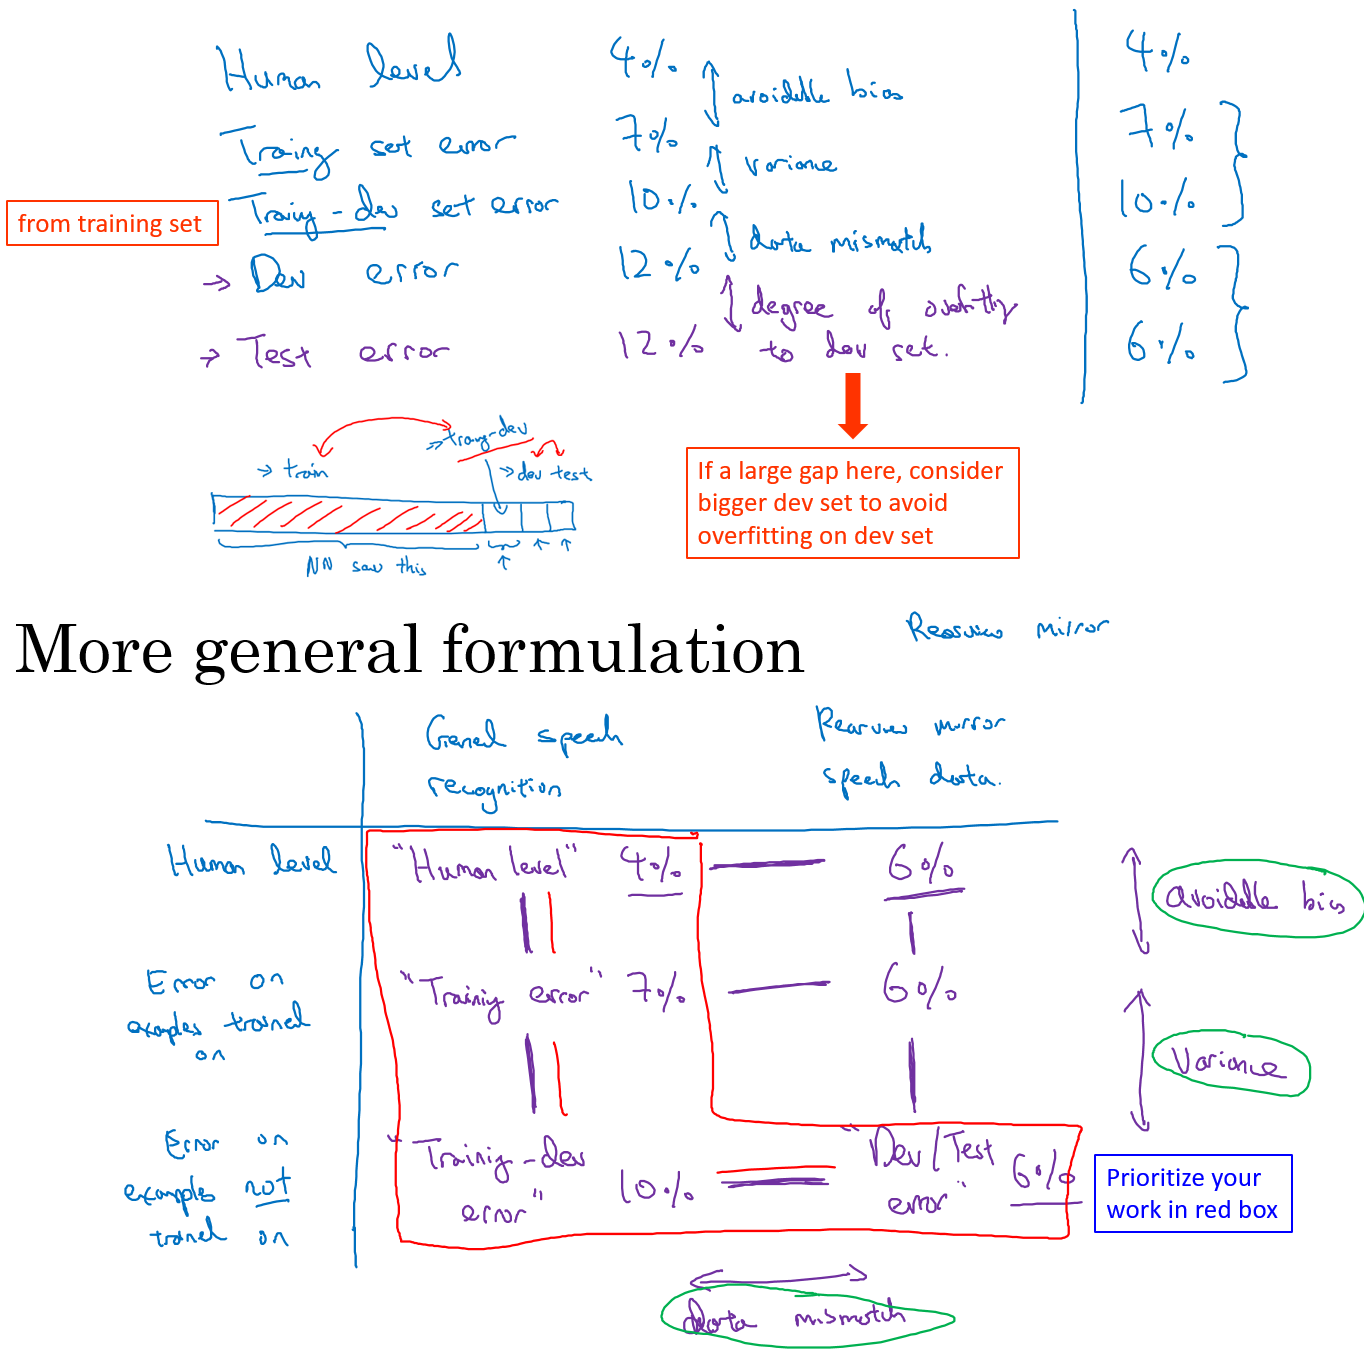 Human level 4% avoidable bias 4%
Training set error 7% variance 7%
from training set
Training-dev set error 10% data mismatch 10%
→ Dev error 12% degree of overfitting 6%
→ Test error 12% to dev set. 6%
→ train → training-dev → dev test
NN saw this
If a large gap here, consider
bigger dev set to avoid
overfitting on dev set
More general formulation
Rearview mirror
General speech
recognition
Rearview mirror
speech data.
Human level "Human level" 4% 6% avoidable bias
Error on
examples trained
on
"Training error" 7% 6%
Variance
Error on
examples not
trained on
"Training-dev
error" 10%
"Dev/Test
error" 6%
Prioritize your
work in red box
data mismatch